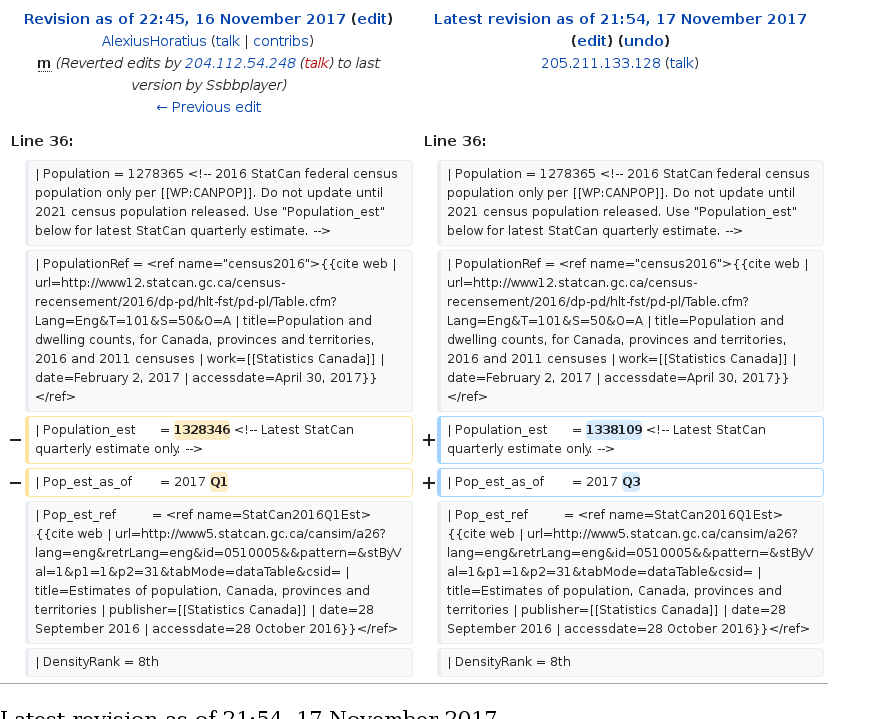 Revision as of 22:45, 16 November 2017 (edit)
AlexiusHoratius (talk | contribs)
m (Reverted edits by 204.112.54.248 (talk) to last
version by Ssbbplayer)
← Previous edit
Latest revision as of 21:54, 17 November 2017
(edit) (undo)
205.211.133.128 (talk)
Line 36:
Line 36:
| Population = 1278365 <!-- 2016 StatCan federal census
population only per [[WP:CANPOP]]. Do not update until
2021 census population released. Use "Population_est"
below for latest StatCan quarterly estimate. -->
| Population = 1278365 <!-- 2016 StatCan federal census
population only per [[WP:CANPOP]]. Do not update until
2021 census population released. Use "Population_est"
below for latest StatCan quarterly estimate. -->
| PopulationRef = <ref name="census2016">{{cite web |
url=http://www12.statcan.gc.ca/census-
recensement/2016/dp-pd/hlt-fst/pd-pl/Table.cfm?
Lang=Eng&T=101&S=50&O=A | title=Population and
dwelling counts, for Canada, provinces and territories,
2016 and 2011 censuses | work=[[Statistics Canada]] |
date=February 2, 2017 | accessdate=April 30, 2017}}
</ref>
| PopulationRef = <ref name="census2016">{{cite web |
url=http://www12.statcan.gc.ca/census-
recensement/2016/dp-pd/hlt-fst/pd-pl/Table.cfm?
Lang=Eng&T=101&S=50&O=A | title=Population and
dwelling counts, for Canada, provinces and territories,
2016 and 2011 censuses | work=[[Statistics Canada]] |
date=February 2, 2017 | accessdate=April 30, 2017}}
</ref>
− | Population_est = 1328346 <!-- Latest StatCan
quarterly estimate only. -->
+ | Population_est = 1338109 <!-- Latest StatCan
quarterly estimate only. -->
− | Pop_est_as_of = 2017 Q1
+ | Pop_est_as_of = 2017 Q3
| Pop_est_ref = <ref name=StatCan2016Q1Est>
{{cite web | url=http://www5.statcan.gc.ca/cansim/a26?
lang=eng&retrLang=eng&id=0510005&&pattern=&stByV
al=1&p1=1&p2=31&tabMode=dataTable&csid= |
title=Estimates of population, Canada, provinces and
territories | publisher=[[Statistics Canada]] | date=28
September 2016 | accessdate=28 October 2016}}</ref>
| Pop_est_ref = <ref name=StatCan2016Q1Est>
{{cite web | url=http://www5.statcan.gc.ca/cansim/a26?
lang=eng&retrLang=eng&id=0510005&&pattern=&stByV
al=1&p1=1&p2=31&tabMode=dataTable&csid= |
title=Estimates of population, Canada, provinces and
territories | publisher=[[Statistics Canada]] | date=28
September 2016 | accessdate=28 October 2016}}</ref>
| DensityRank = 8th
| DensityRank = 8th
Latest revision as of 21:54, 17 November 2017